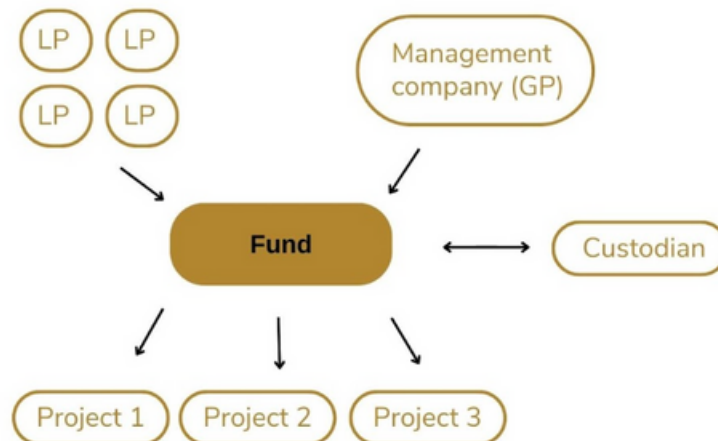 LP
LP
LP
LP
Management
company (GP)
Fund
Custodian
Project 1
Project 2
Project 3